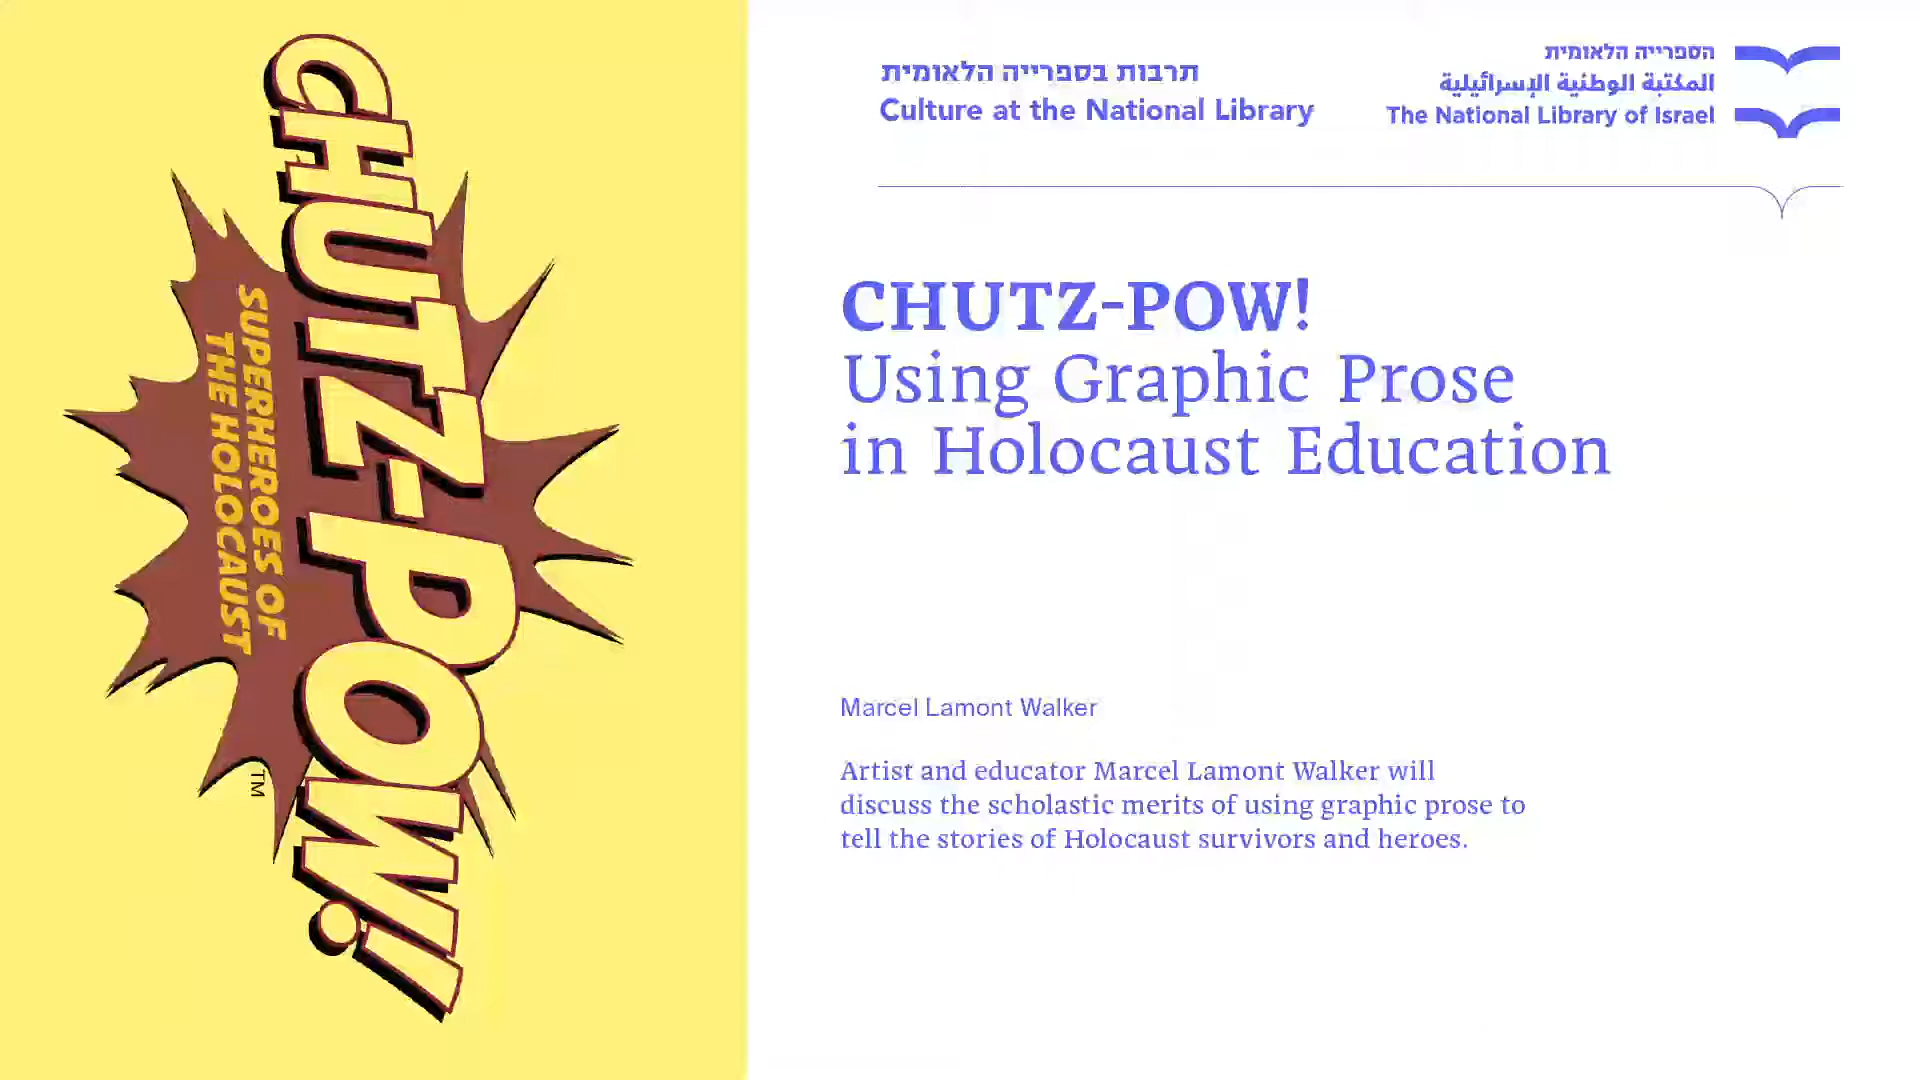 CHUTZ-POW!
SUPERHEROES OF
THE HOLOCAUST
TM
תרבות בספרייה הלאומית
Culture at the National Library
הספרייה הלאומית
المكتبة الوطنية الإسرائيلية
The National Library of Israel
CHUTZ-POW!
Using Graphic Prose
in Holocaust Education
Marcel Lamont Walker
Artist and educator Marcel Lamont Walker will
discuss the scholastic merits of using graphic prose to
tell the stories of Holocaust survivors and heroes.